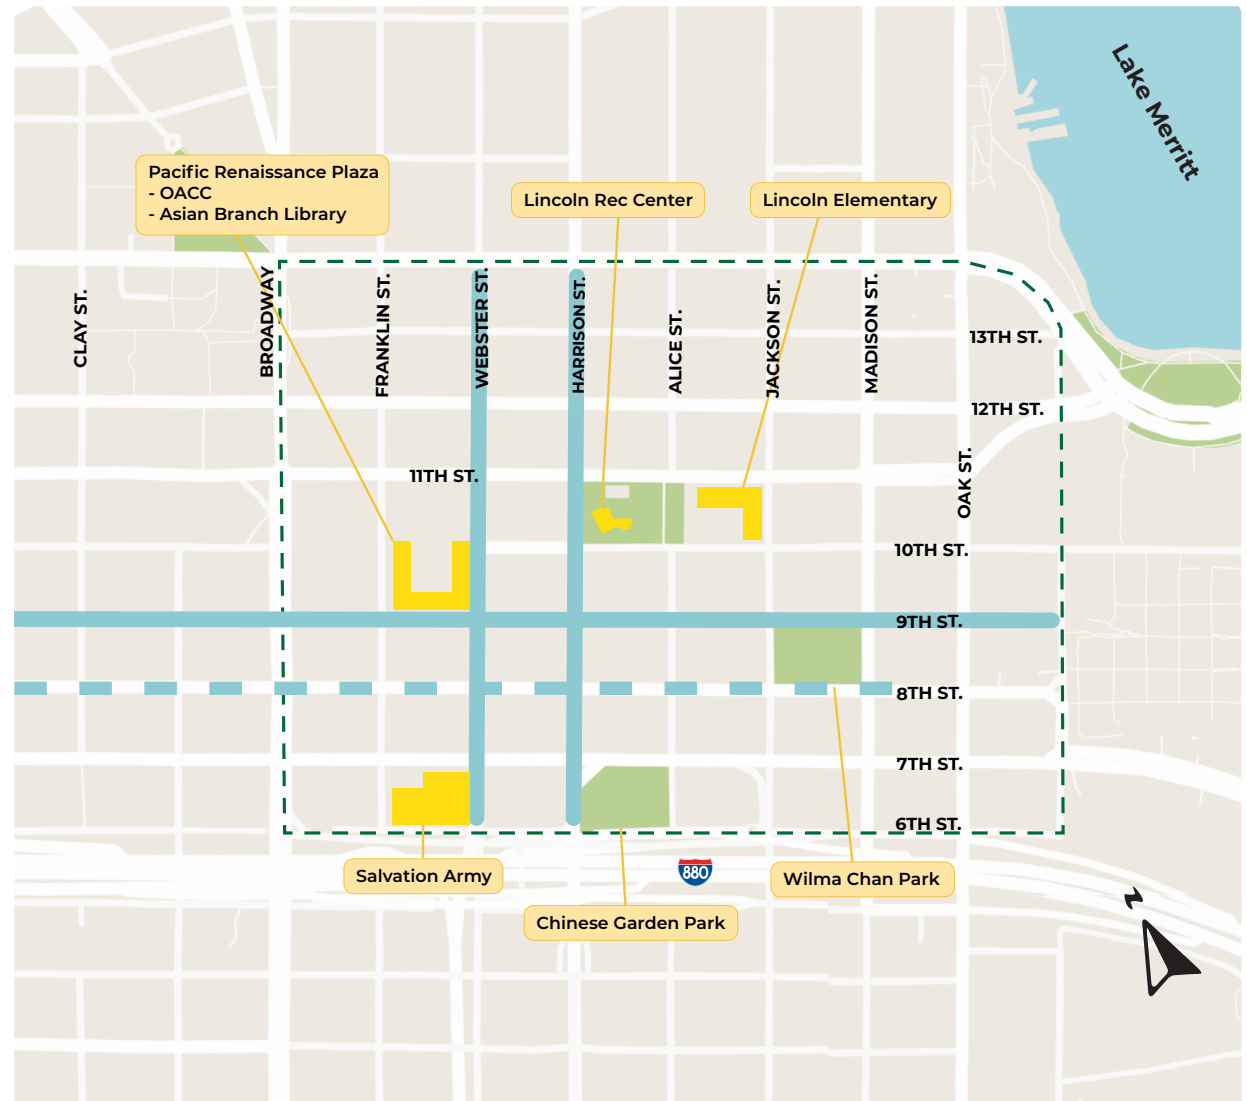 Lake Merritt
Pacific Renaissance Plaza
- OACC
- Asian Branch Library
Lincoln Rec Center
Lincoln Elementary
CLAY ST.
BROADWAY
FRANKLIN ST.
WEBSTER ST.
HARRISON ST.
ALICE ST.
JACKSON ST.
MADISON ST.
13TH ST.
12TH ST.
OAK ST.
11TH ST.
10TH ST.
9TH ST.
8TH ST.
7TH ST.
6TH ST.
Salvation Army
880
Wilma Chan Park
Chinese Garden Park
N